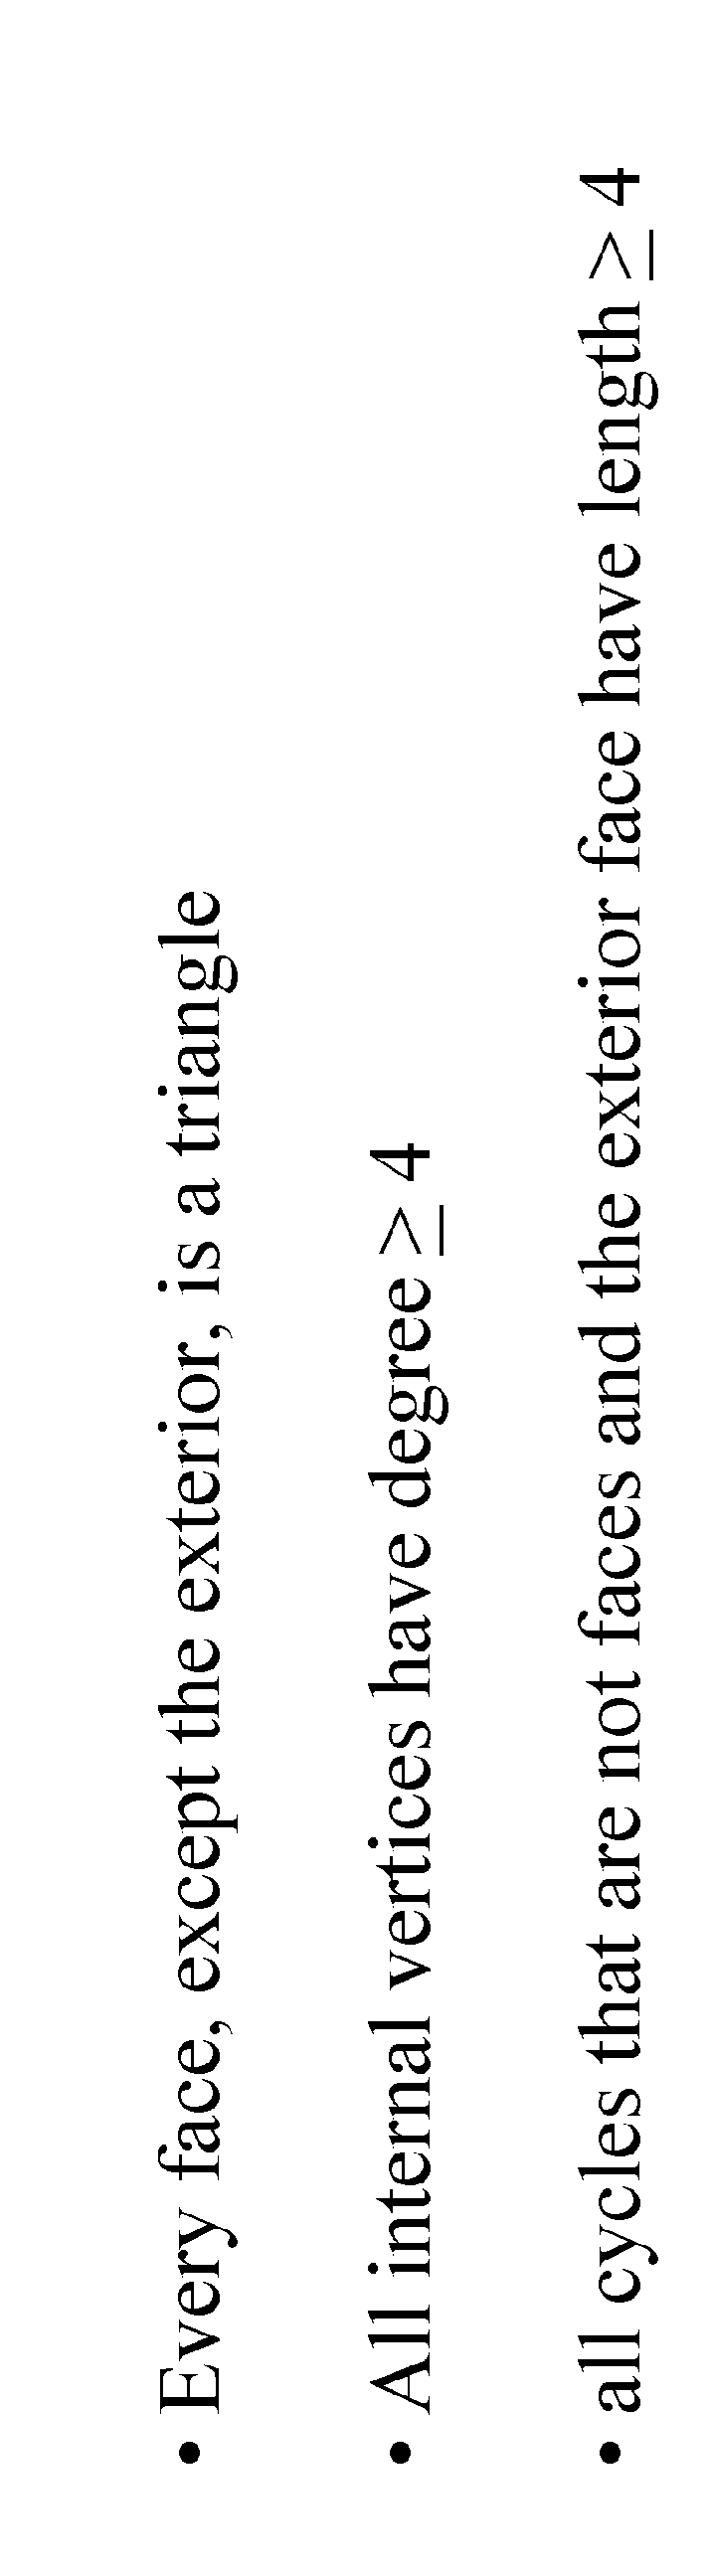 • Every face, except the exterior, is a triangle
• All internal vertices have degree ≥ 4
• all cycles that are not faces and the exterior face have length ≥ 4